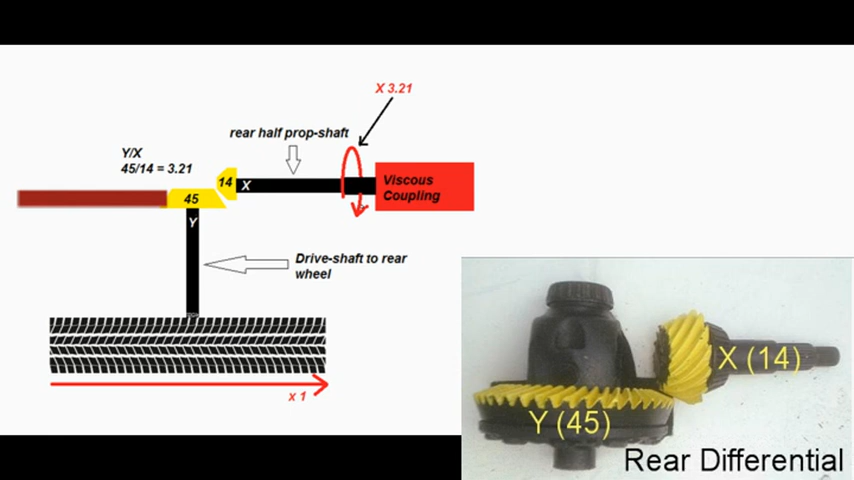 X 3.21
rear half prop-shaft
Y/X
45/14 = 3.21
14
X
Viscous
Coupling
45
Y
Drive-shaft to rear
wheel
x 1
X (14)
Y (45)
Rear Differential